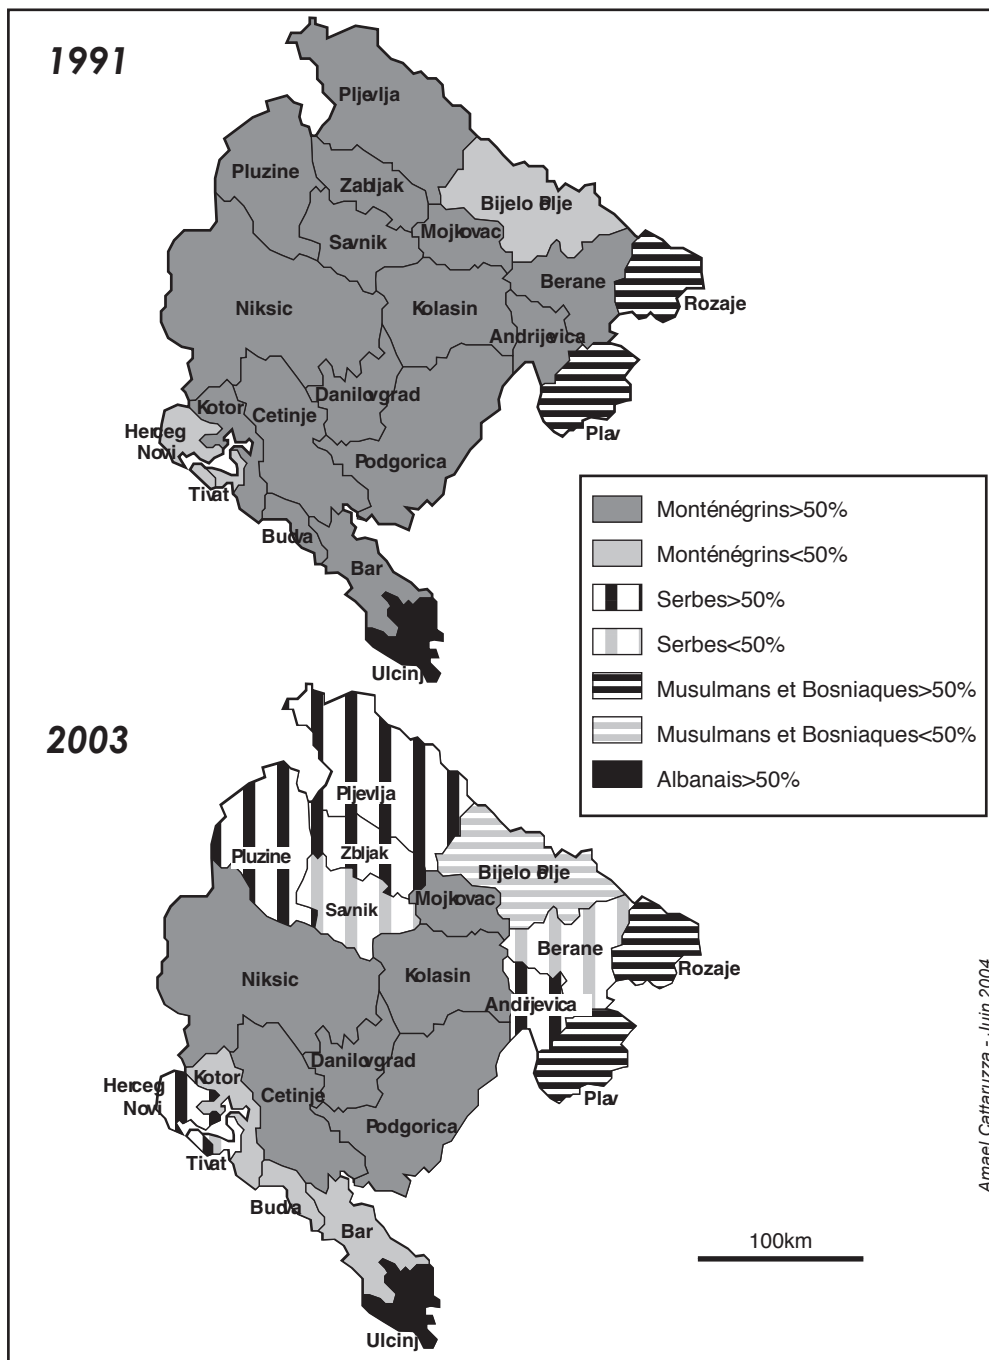 1991
Pljevlja
Pluzine
Zabljak
Bijelo Polje
Savnik
Mojkovac
Berane
Rozaje
Niksic
Kolasin
Andrijevica
Danilovgrad
Kotor
Cetinje
Herceg
Novi
Plav
Podgorica
Tivat
Budva
Bar
Ulcinj
Monténégrins>50%
Monténégrins<50%
Serbes>50%
Serbes<50%
Musulmans et Bosniaques>50%
Musulmans et Bosniaques<50%
Albanais>50%
2003
Pljevlja
Pluzine
Zbljak
Bijelo Polje
Savnik
Mojkovac
Berane
Rozaje
Niksic
Kolasin
Andrijevica
Danilovgrad
Kotor
Herceg
Novi
Cetinje
Plav
Podgorica
Tivat
Budva
Bar
Ulcinj
100km
Amael Cattaruzza - Juin 2004